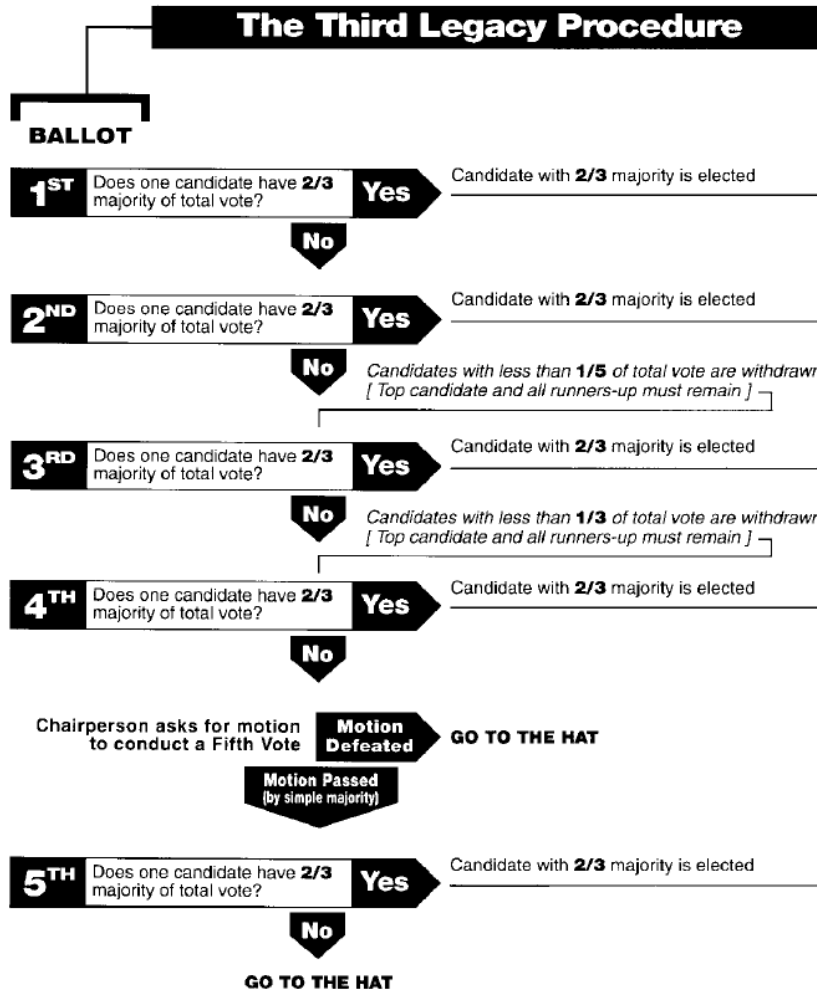 The Third Legacy Procedure
BALLOT
1ST
Does one candidate have 2/3
majority of total vote?
Yes
Candidate with 2/3 majority is elected
No
2ND
Does one candidate have 2/3
majority of total vote?
Yes
Candidate with 2/3 majority is elected
No
Candidates with less than 1/5 of total vote are withdrawn
[ Top candidate and all runners-up must remain ]
3RD
Does one candidate have 2/3
majority of total vote?
Yes
Candidate with 2/3 majority is elected
No
Candidates with less than 1/3 of total vote are withdrawn
[ Top candidate and all runners-up must remain ]
4TH
Does one candidate have 2/3
majority of total vote?
Yes
Candidate with 2/3 majority is elected
No
Chairperson asks for motion
to conduct a Fifth Vote
Motion
Defeated
GO TO THE HAT
Motion Passed
(by simple majority)
5TH
Does one candidate have 2/3
majority of total vote?
Yes
Candidate with 2/3 majority is elected
No
GO TO THE HAT